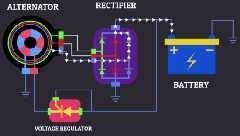 ALTERNATOR
RECTIFIER
BATTERY
VOLTAGE REGULATOR